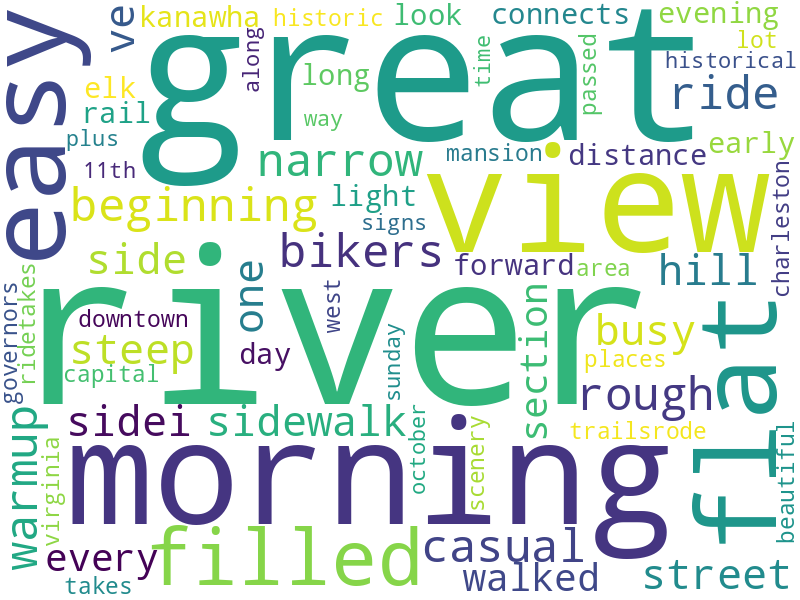 kanawha historic look connects evening
ve
easy
great
along
time
passed
lot
historical
elk
long
ride
rail
way
plus
11th
narrow
mansion
distance
early
view
light
beginning
signs
charleston
side
bikers
forward
area
hill
one
west
river
governors
ridetakes
downtown
day
sunday
section
busy
flat
steep
places
capital
rough
sidei
sidewalk
october
scenery
trailsrode
warmup
virginia
morning
beautiful
every
filled
casual
walked
street
takes